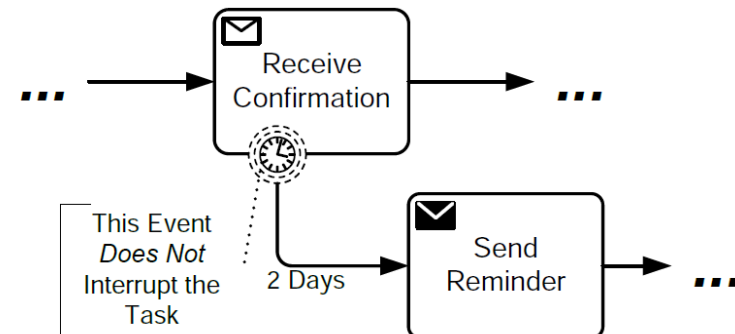 Receive
Confirmation
...
...
This Event
Does Not
Interrupt the
Task
2 Days
Send
Reminder
...